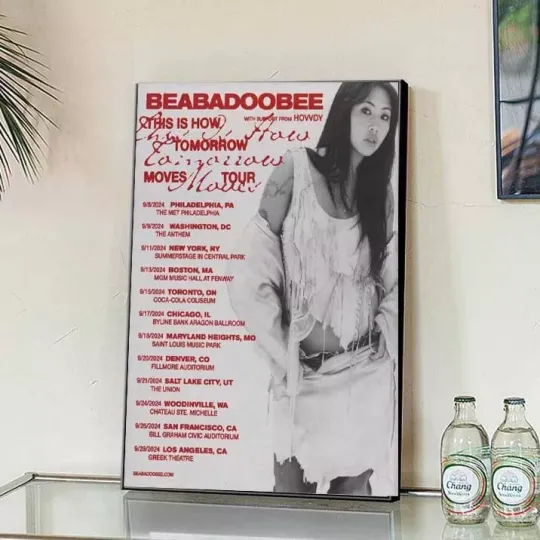 BEABADOOBEE
WITH SUPPORT FROM HOVVDY
THIS IS HOW
This Is How
TOMORROW
Tomorrow
MOVES TOUR
Moves
9/8/2024 PHILADELPHIA, PA
THE MET PHILADELPHIA
9/9/2024 WASHINGTON, DC
THE ANTHEM
9/11/2024 NEW YORK, NY
SUMMERSTAGE IN CENTRAL PARK
9/13/2024 BOSTON, MA
MGM MUSIC HALL AT FENWAY
9/15/2024 TORONTO, ON
COCA-COLA COLISEUM
9/17/2024 CHICAGO, IL
BYLINE BANK ARAGON BALLROOM
9/18/2024 MARYLAND HEIGHTS, MO
SAINT LOUIS MUSIC PARK
9/20/2024 DENVER, CO
FILLMORE AUDITORIUM
9/21/2024 SALT LAKE CITY, UT
THE UNION
9/24/2024 WOODINVILLE, WA
CHATEAU STE. MICHELLE
9/26/2024 SAN FRANCISCO, CA
BILL GRAHAM CIVIC AUDITORIUM
9/29/2024 LOS ANGELES, CA
GREEK THEATRE
BEABADOOBEE.COM
Chang
Chang